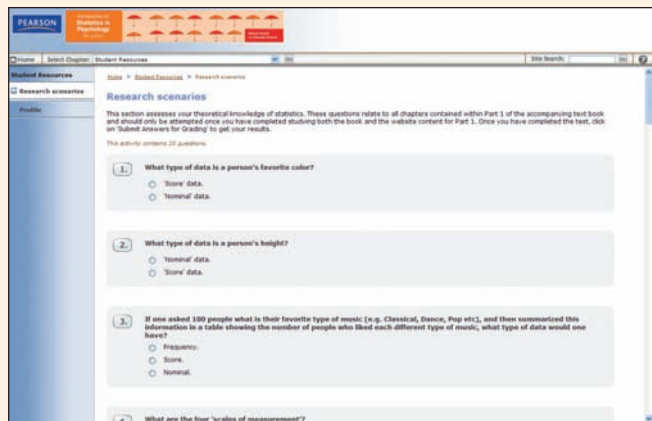 PEARSON
Introduction to
Statistics in
Psychology
Home
Select Chapter:
Student Resources
Go
Site Search:
Go
?
Student Resources
Research scenarios
Profile
Home > Student Resources > Research scenarios
Research scenarios
This section assesses your theoretical knowledge of statistics. These questions relate to all chapters contained within Part 1 of the accompanying text book
and should only be attempted once you have completed studying both the book and the website content for Part 1. Once you have completed the test, click
on 'Submit Answers for Grading' to get your results.
This activity contains 20 questions.
1. What type of data is a person's favorite color?
'Score' data.
'Nominal' data.
2. What type of data is a person's height?
'Nominal' data.
'Score' data.
3. If one asked 100 people what is their favorite type of music (e.g. Classical, Dance, Pop etc), and then summarized this
information in a table showing the number of people who liked each different type of music, what type of data would one
have?
Frequency.
Score.
Nominal.
What are the four 'scales of measurement'?